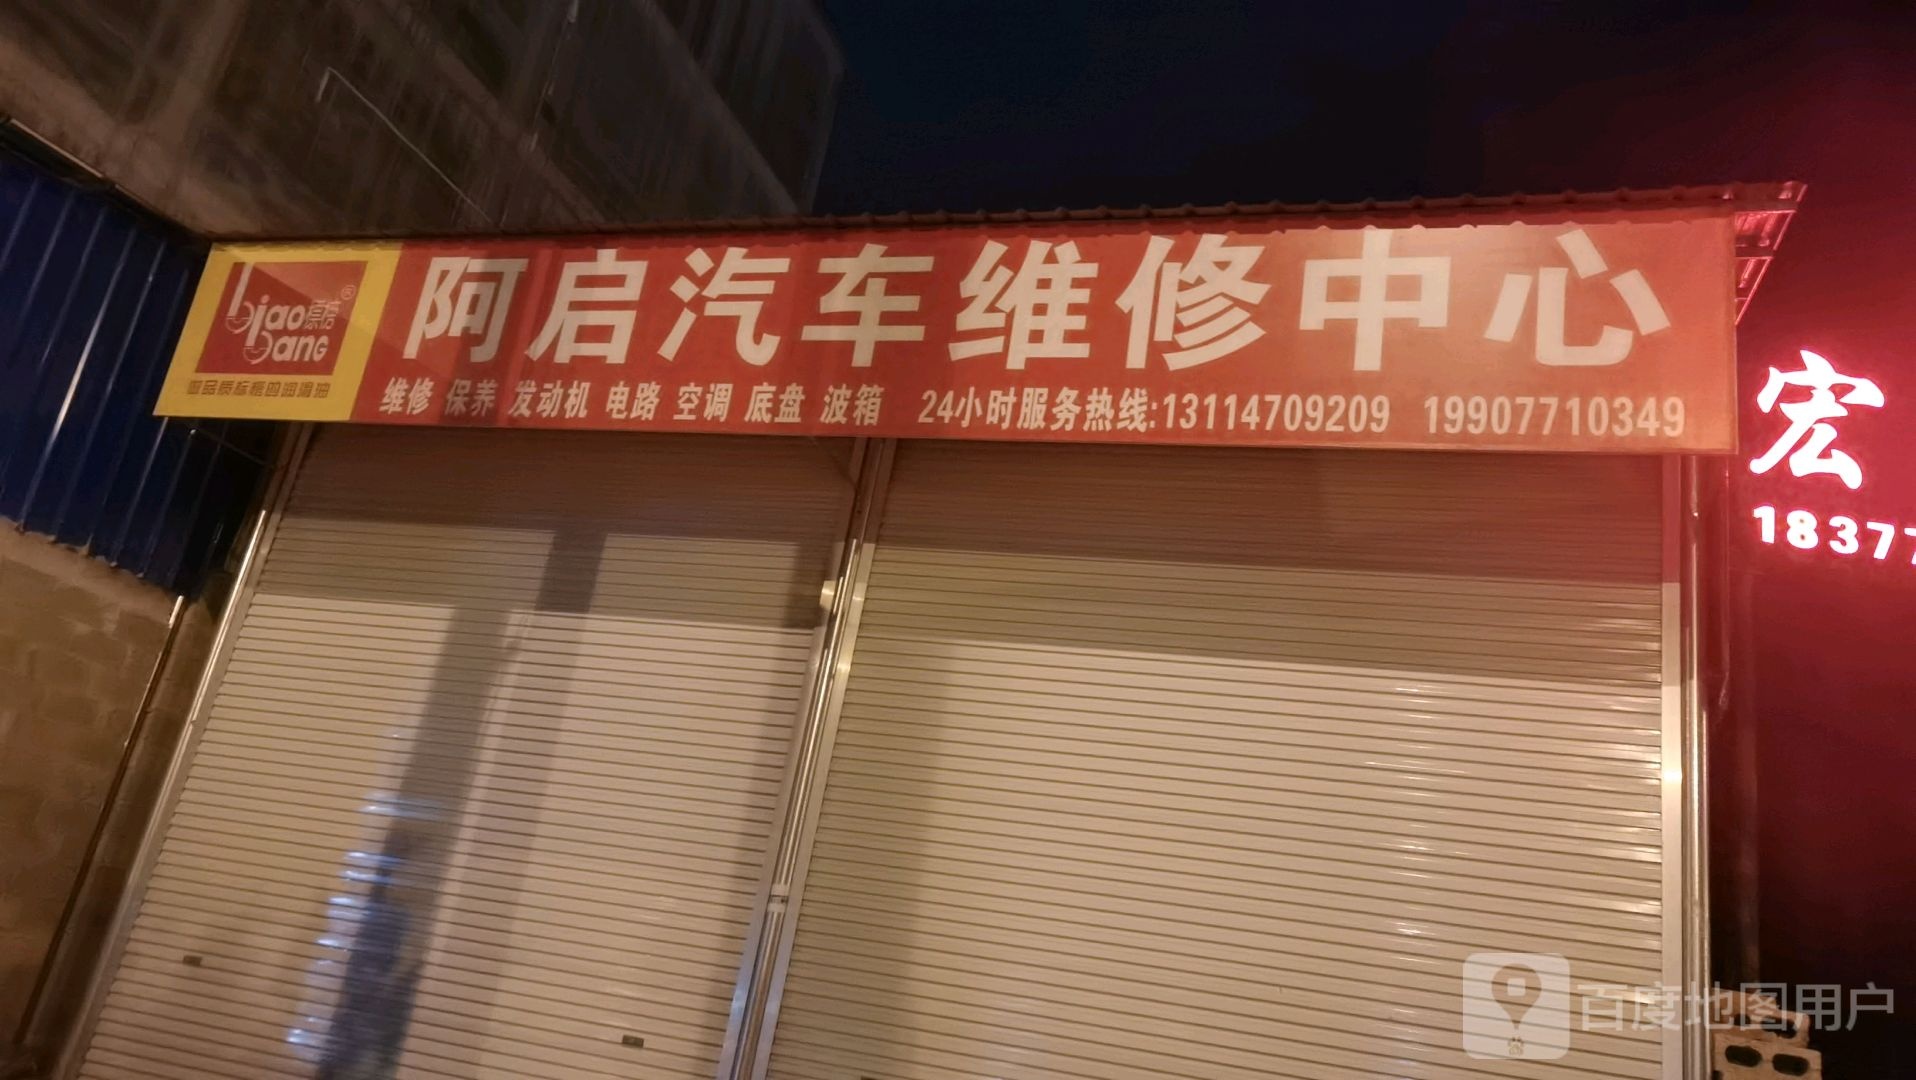 biao bang 標榜 ®
阿启汽车维修中心
维修 保养 发动机 电路 空调 底盘 波箱 24小时服务热线:13114709209 19907710349
宏
18377
百度地图用户